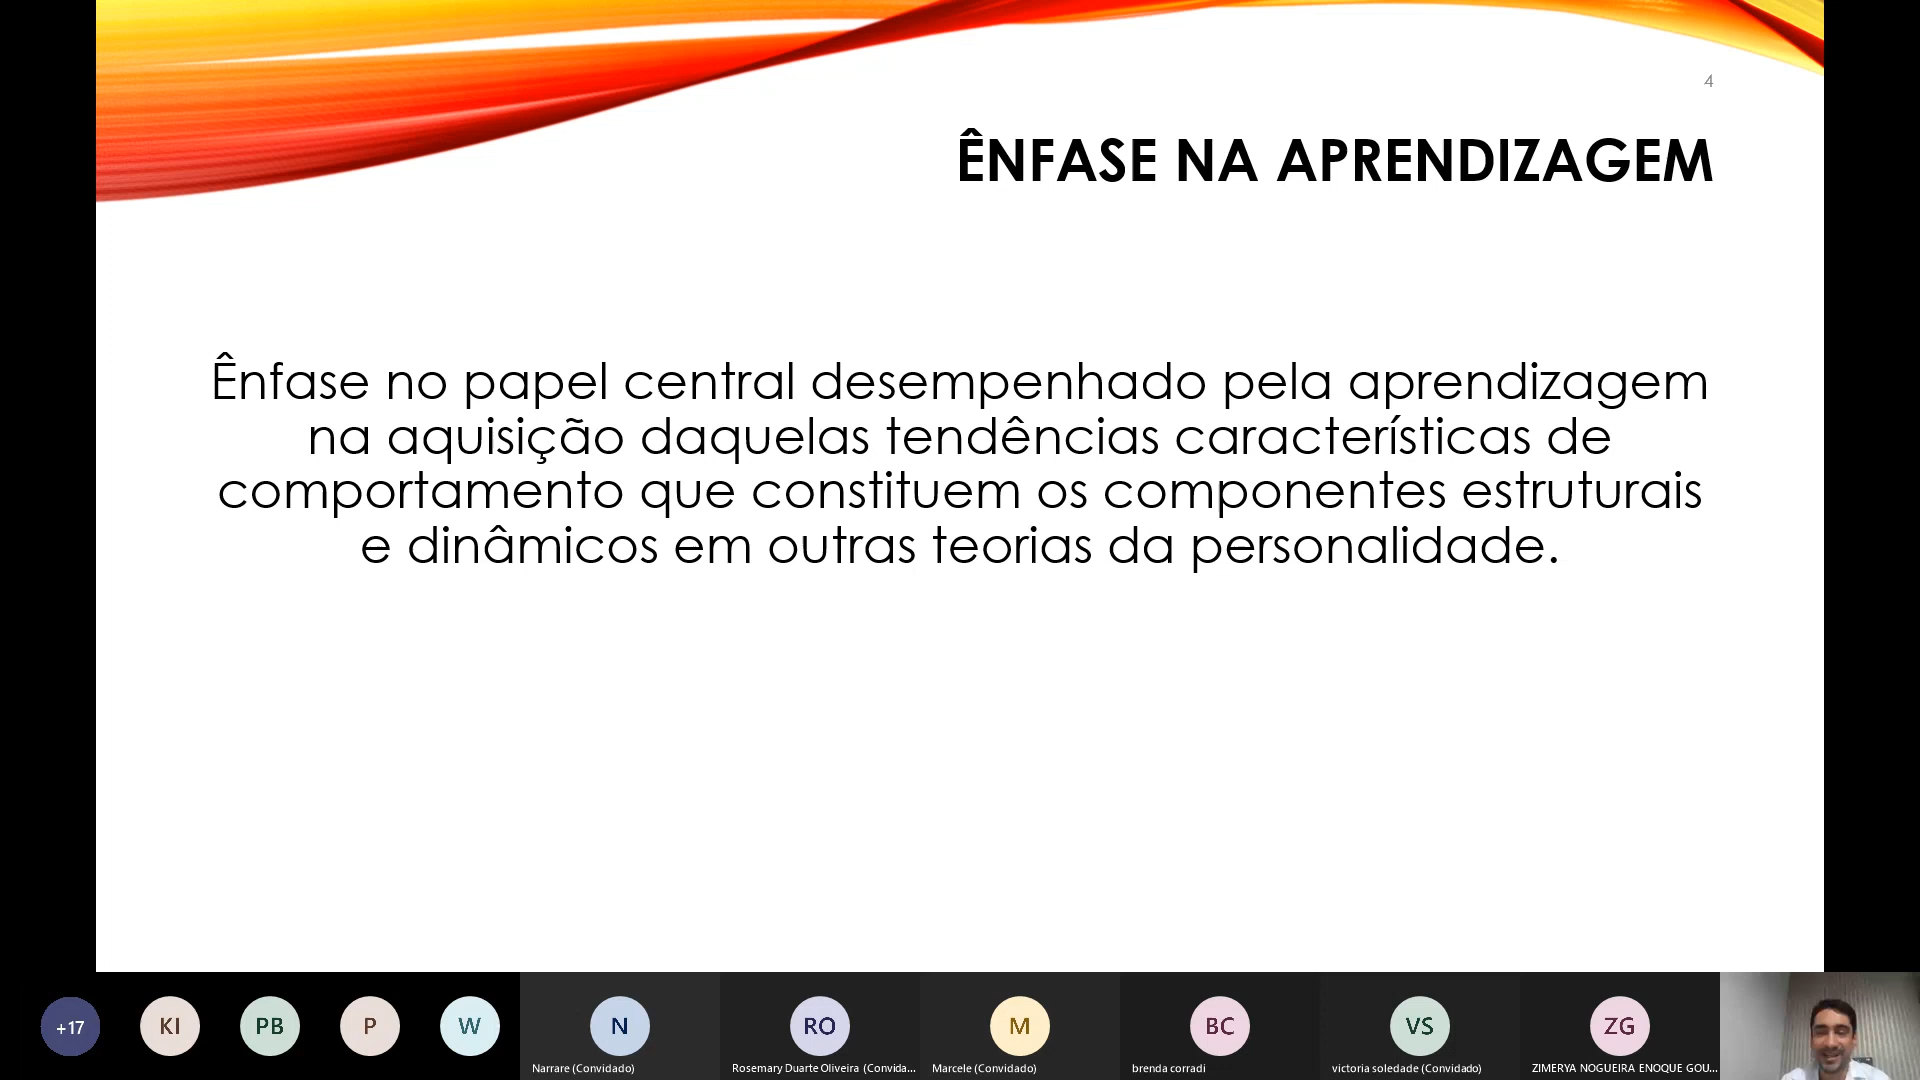 4
ÊNFASE NA APRENDIZAGEM
Ênfase no papel central desempenhado pela aprendizagem
na aquisição daquelas tendências características de
comportamento que constituem os componentes estruturais
e dinâmicos em outras teorias da personalidade.
+17
KI
PB
P
W
N
RO
M
BC
VS
ZG
Narrare (Convidado)
Rosemary Duarte Oliveira (Convida...
Marcele (Convidado)
brenda corradi
victoria soledade (Convidado)
ZIMERYA NOGUEIRA ENOQUE GOU...